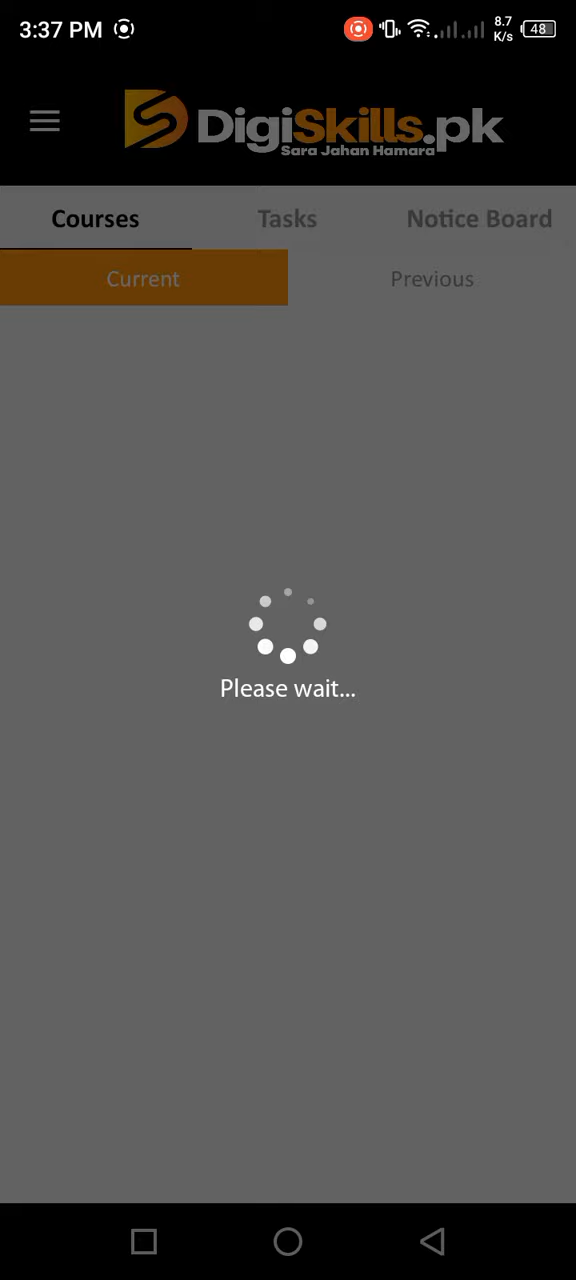 3:37 PM
8.7
K/s
48
DigiSkills.pk
Sara Jahan Hamara
Courses Tasks Notice Board
Current Previous
Please wait...